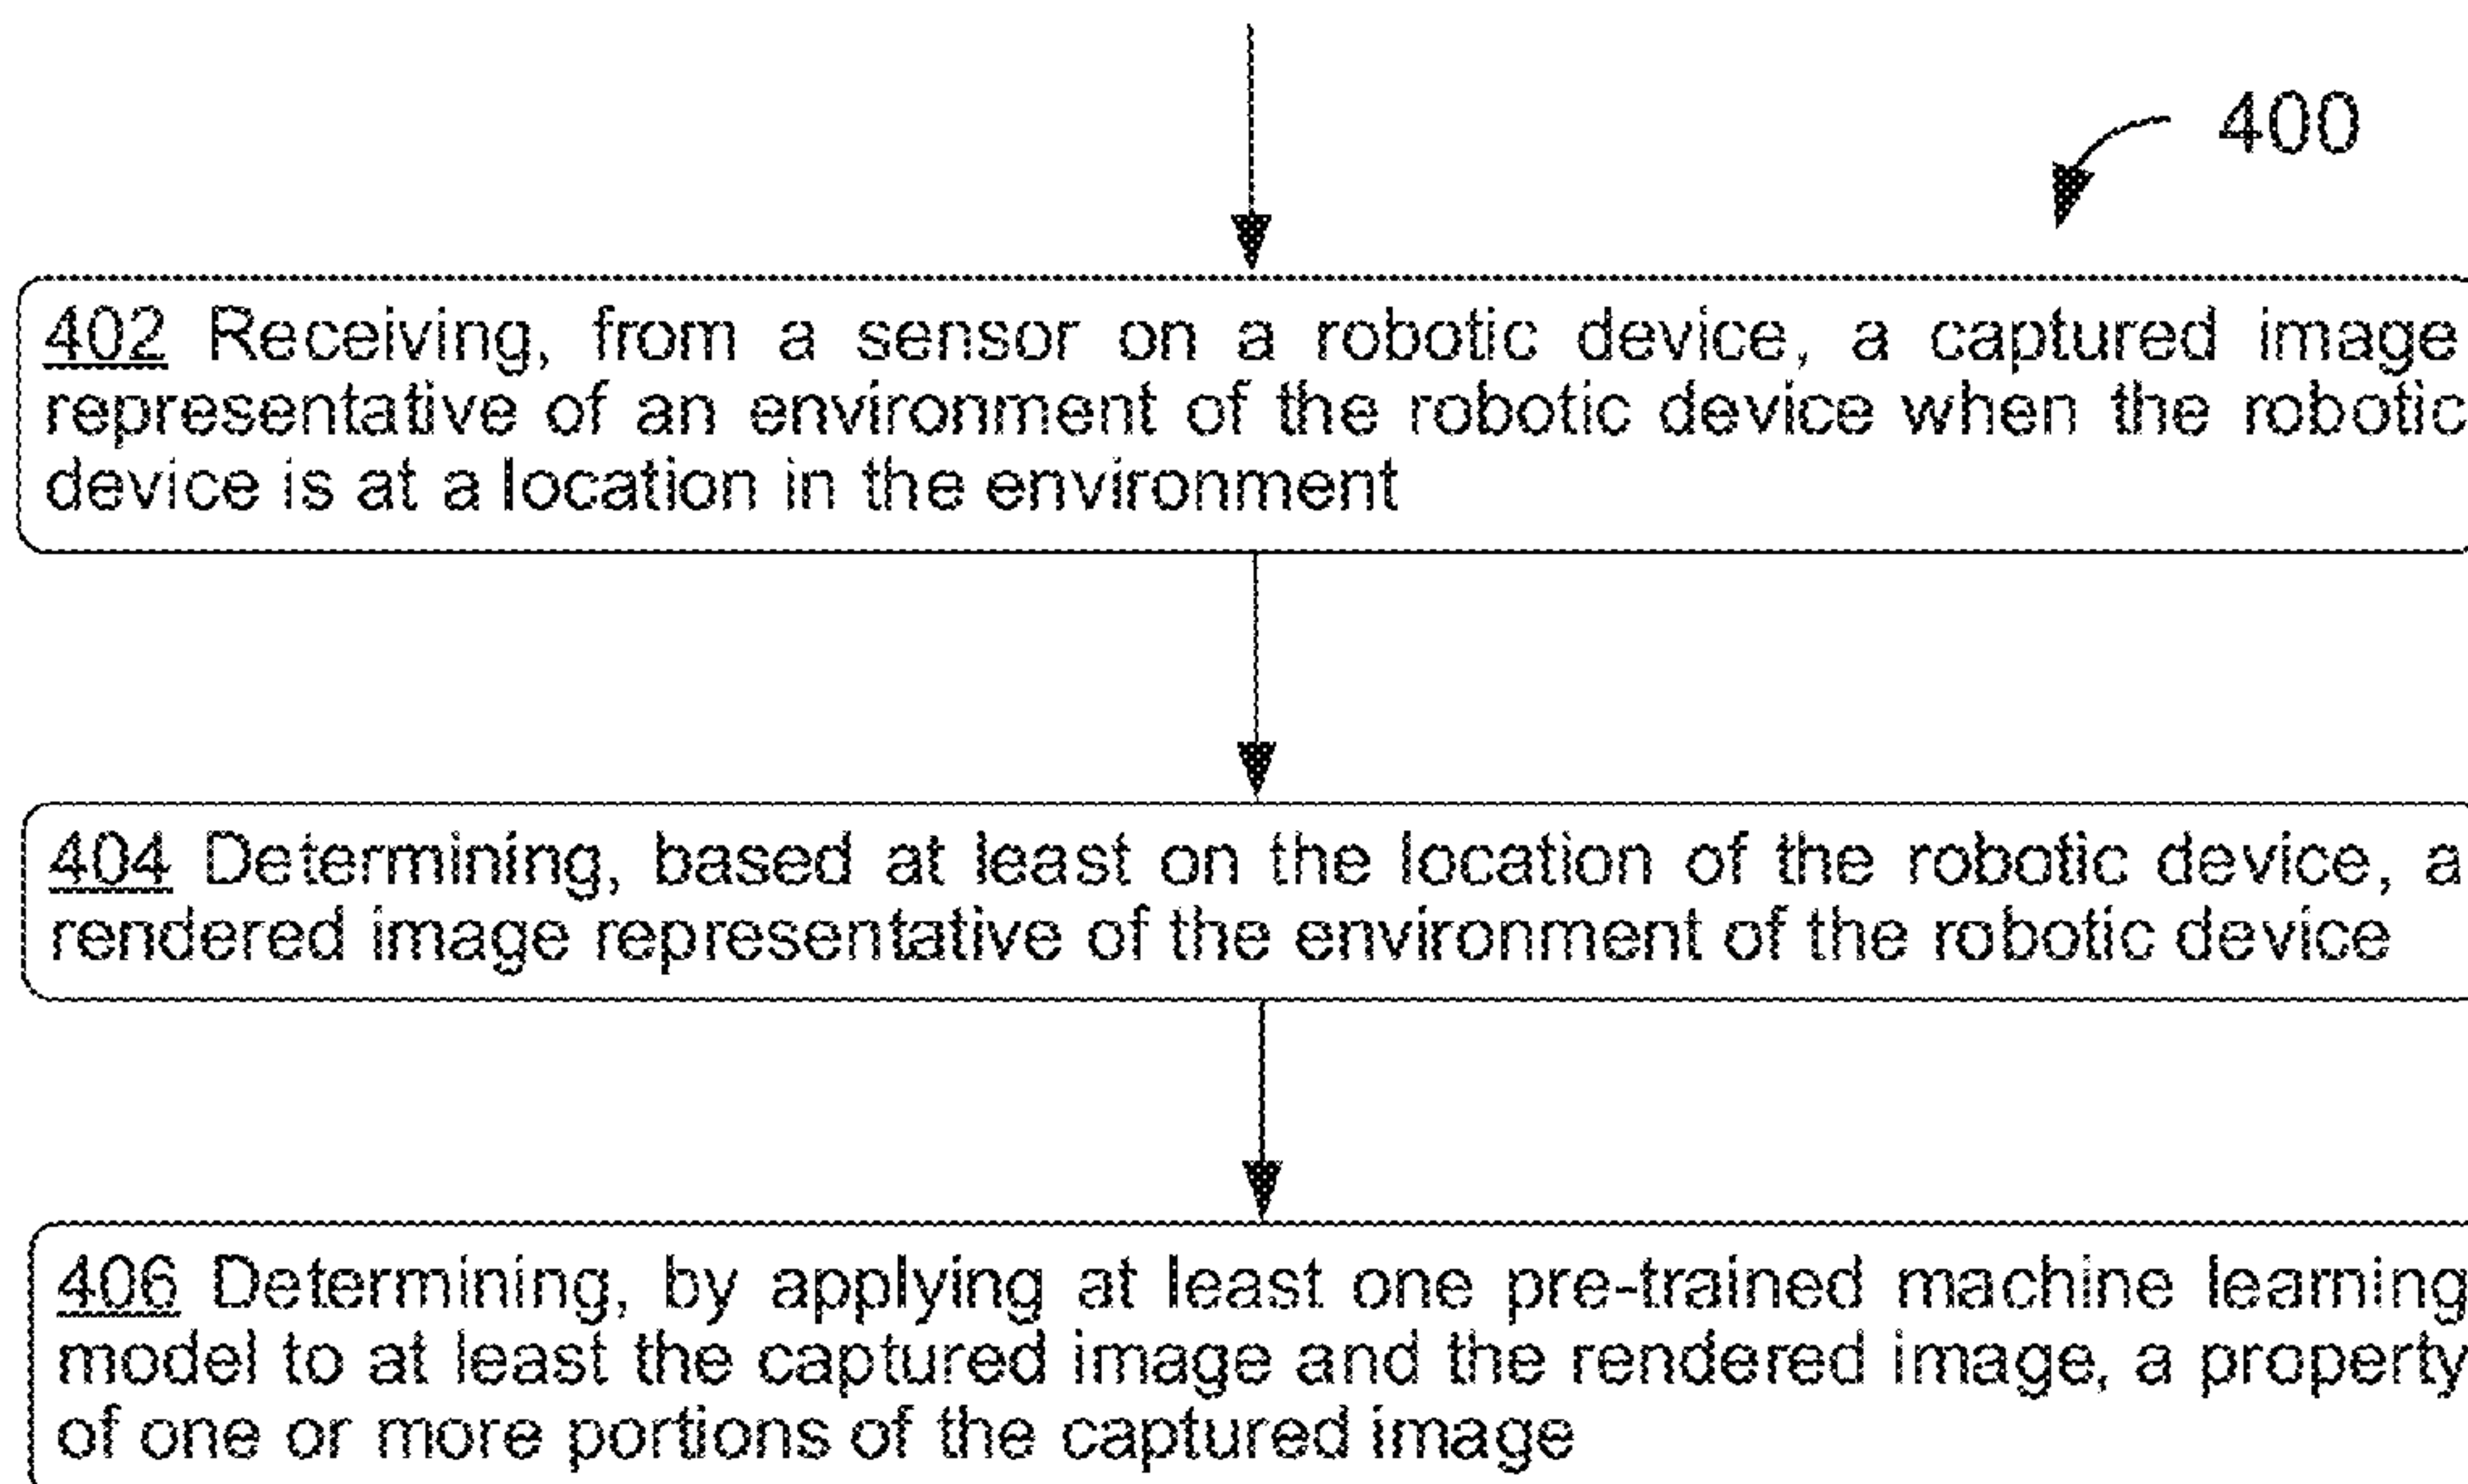 400
402 Receiving, from a sensor on a robotic device, a captured image
representative of an environment of the robotic device when the robotic
device is at a location in the environment
404 Determining, based at least on the location of the robotic device, a
rendered image representative of the environment of the robotic device
406 Determining, by applying at least one pre-trained machine learning
model to at least the captured image and the rendered image, a property
of one or more portions of the captured image